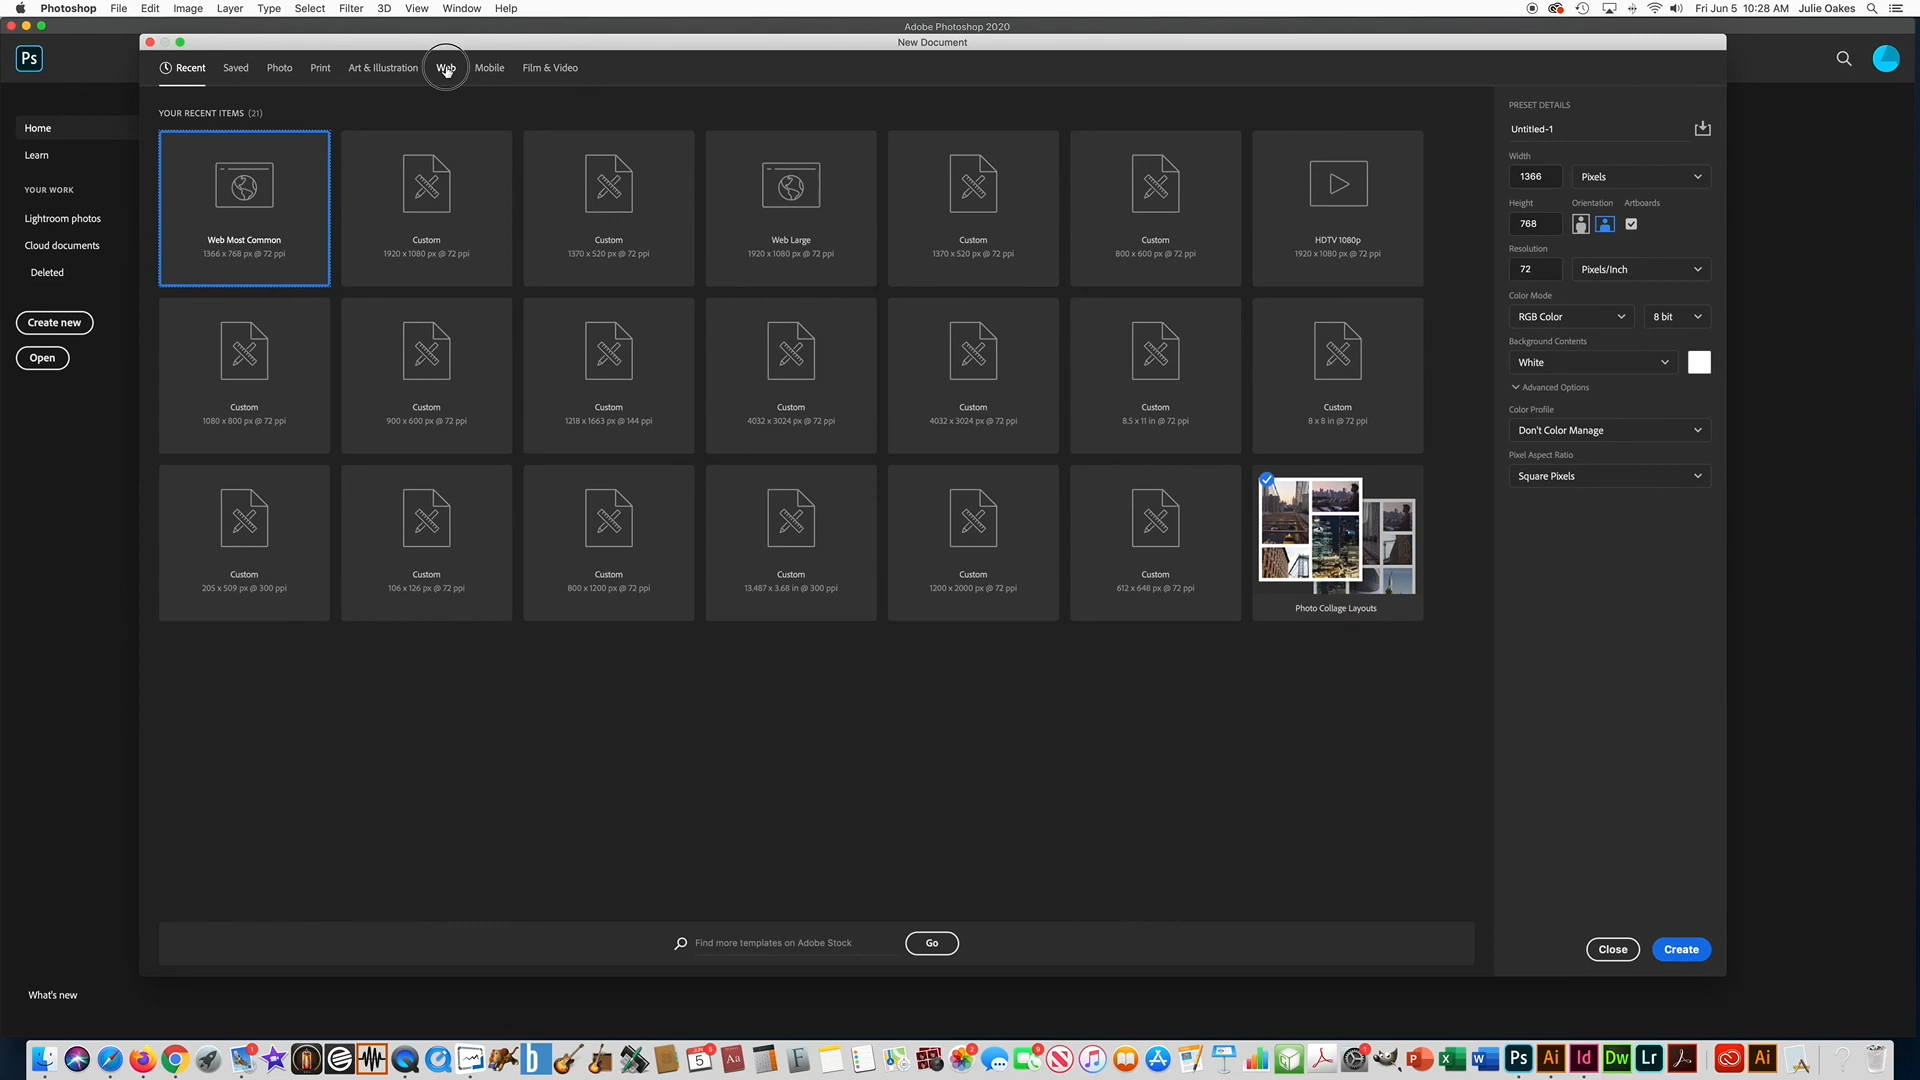 Photoshop File Edit Image Layer Type Select Filter 3D View Window Help
Fri Jun 5 10:28 AM Julie Oakes
Adobe Photoshop 2020
New Document
Ps
Recent Saved Photo Print Art & Illustration Web Mobile Film & Video
Home
Learn
YOUR WORK
Lightroom photos
Cloud documents
Deleted
Create new
Open
What's new
YOUR RECENT ITEMS (21)
Web Most Common
1366 x 768 px @ 72 ppi
Custom
1920 x 1080 px @ 72 ppi
Custom
1370 x 520 px @ 72 ppi
Web Large
1920 x 1080 px @ 72 ppi
Custom
1370 x 520 px @ 72 ppi
Custom
800 x 600 px @ 72 ppi
HDTV 1080p
1920 x 1080 px @ 72 ppi
Custom
1080 x 800 px @ 72 ppi
Custom
900 x 600 px @ 72 ppi
Custom
1218 x 1663 px @ 144 ppi
Custom
4032 x 3024 px @ 72 ppi
Custom
4032 x 3024 px @ 72 ppi
Custom
8.5 x 11 in @ 72 ppi
Custom
8 x 8 in @ 72 ppi
Custom
205 x 509 px @ 300 ppi
Custom
106 x 126 px @ 72 ppi
Custom
800 x 1200 px @ 72 ppi
Custom
13.487 x 3.68 in @ 300 ppi
Custom
1200 x 2000 px @ 72 ppi
Custom
612 x 648 px @ 72 ppi
Photo Collage Layouts
Find more templates on Adobe Stock
Go
PRESET DETAILS
Untitled-1
Width
1366 Pixels
Height Orientation Artboards
768
Resolution
72 Pixels/Inch
Color Mode
RGB Color 8 bit
Background Contents
White
Advanced Options
Color Profile
Don't Color Manage
Pixel Aspect Ratio
Square Pixels
Close Create
Ps Ai Id Dw Lr Ai